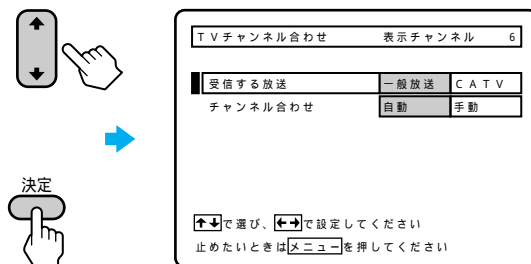 TVチャンネル合わせ 表示チャンネル 6
受信する放送 一般放送 CATV
チャンネル合わせ 自動 手動
決定
↑↓で選び、←→で設定してください
止めたいときはメニューを押してください